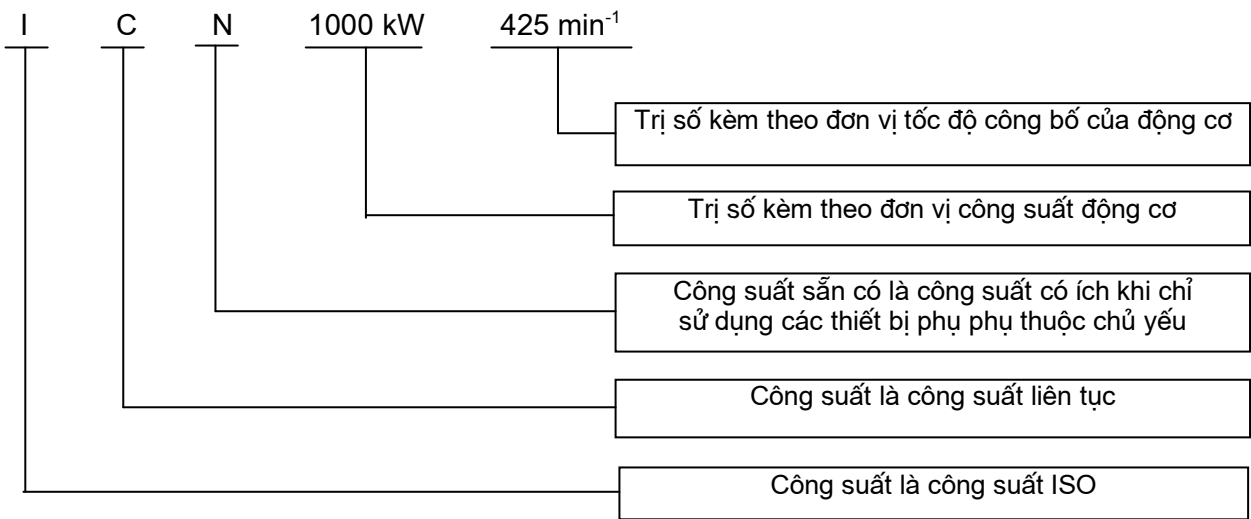 I C N 1000 kW 425 min⁻¹
Trị số kèm theo đơn vị tốc độ công bố của động cơ
Trị số kèm theo đơn vị công suất động cơ
Công suất sẵn có là công suất có ích khi chỉ
sử dụng các thiết bị phụ phụ thuộc chủ yếu
Công suất là công suất liên tục
Công suất là công suất ISO